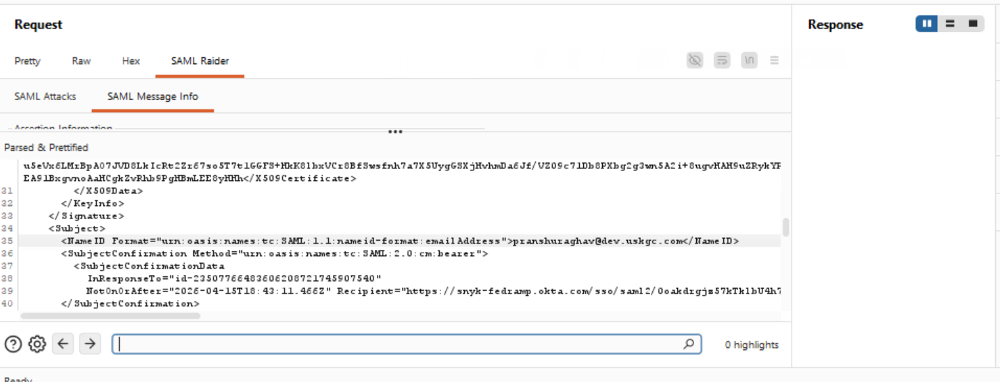 Request
Response
Pretty Raw Hex SAML Raider
\n
SAML Attacks SAML Message Info
Assertion Information
Parsed & Prettified
u5eVx6LMrBpA07JVD8LkIcRt2Zr67so5T7t1GGFS+HkK81bxVCr8BfSwsfnh7a7X5UygGSXjHvhmDa6Jf/VZ09c71Db8PXbg2g3wn5A2i+8ugvHAH9uZRykYF
EA91BxgvnoAaHCgkZvRhb9PgHBmLEE8yHHh</X509Certificate>
31 </X509Data>
32 </KeyInfo>
33 </Signature>
34 <Subject>
35 <NameID Format="urn:oasis:names:tc:SAML:1.1:nameid-format:emailAddress">pranshuraghav@dev.uskgc.com</NameID>
36 <SubjectConfirmation Method="urn:oasis:names:tc:SAML:2.0:cm:bearer">
37 <SubjectConfirmationData
38 InResponseTo="id-23507766483606208721745907540"
39 NotOnOrAfter="2026-04-15T18:43:11.466Z" Recipient="https://snyk-fedramp.okta.com/sso/saml2/0oakdrgjs57kTk1bU4h7
40 </SubjectConfirmation>
0 highlights
Ready